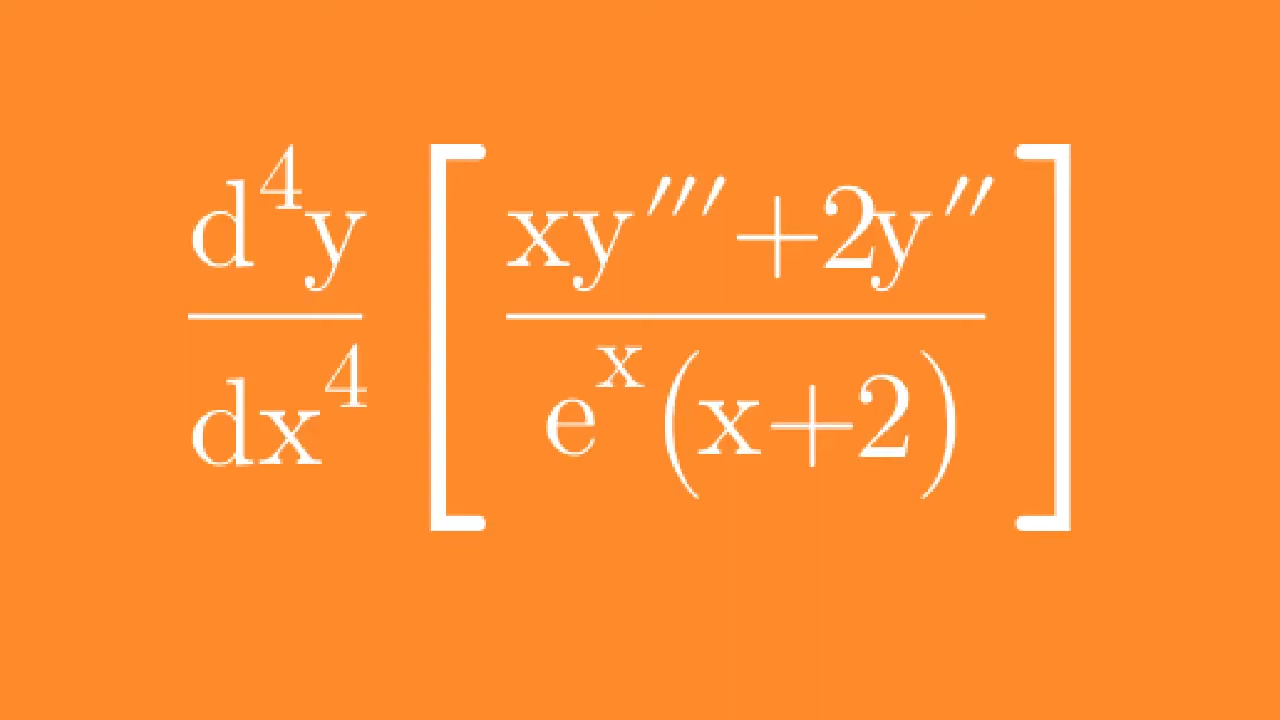 d⁴y/dx⁴ [ (xy‴+2y″)/(eˣ(x+2)) ]